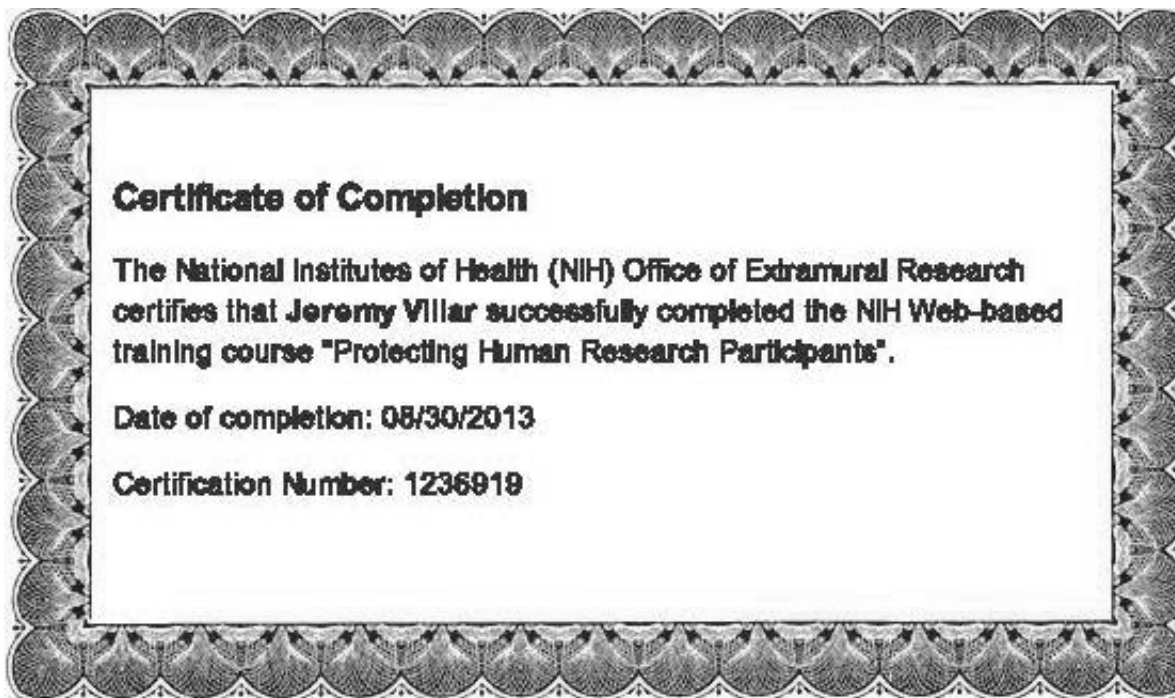 Certificate of Completion
The National Institutes of Health (NIH) Office of Extramural Research
certifies that Jeremy Villar successfully completed the NIH Web-based
training course "Protecting Human Research Participants".
Date of completion: 08/30/2013
Certification Number: 1236919